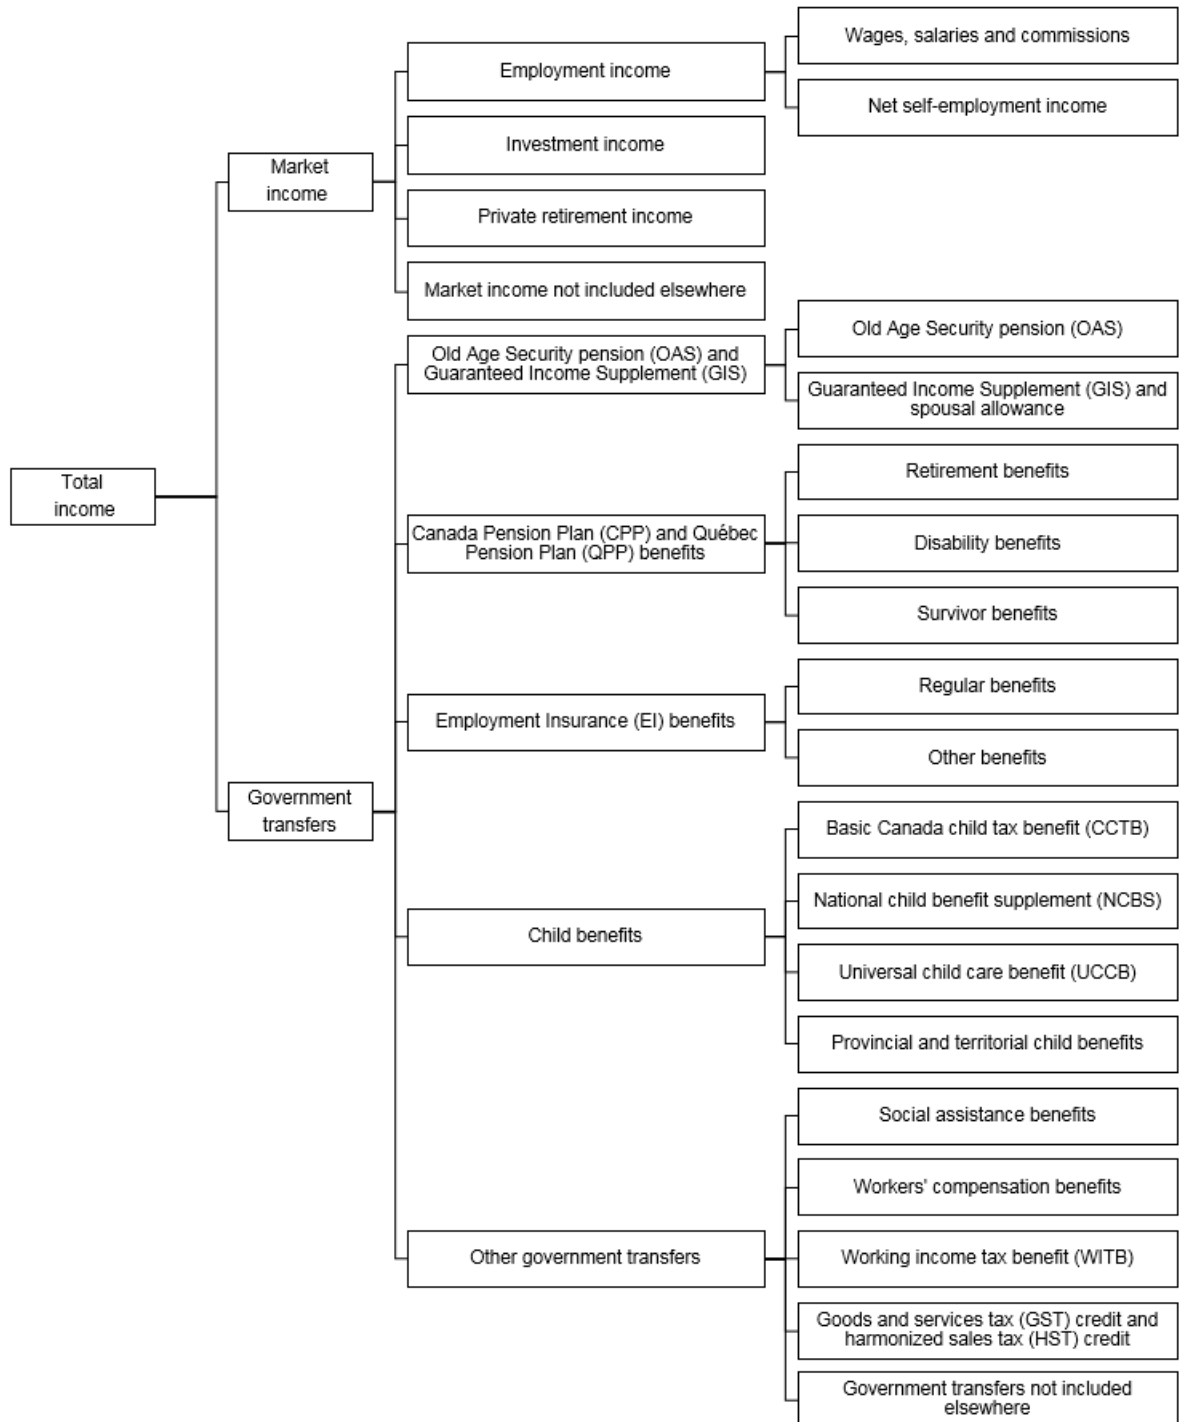 Wages, salaries and commissions
Employment income
Net self-employment income
Investment income
Market
income
Private retirement income
Market income not included elsewhere
Old Age Security pension (OAS)
Old Age Security pension (OAS) and
Guaranteed Income Supplement (GIS)
Guaranteed Income Supplement (GIS) and
spousal allowance
Total
income
Retirement benefits
Canada Pension Plan (CPP) and Québec
Pension Plan (QPP) benefits
Disability benefits
Survivor benefits
Regular benefits
Employment Insurance (EI) benefits
Other benefits
Government
transfers
Basic Canada child tax benefit (CCTB)
National child benefit supplement (NCBS)
Child benefits
Universal child care benefit (UCCB)
Provincial and territorial child benefits
Social assistance benefits
Workers' compensation benefits
Other government transfers
Working income tax benefit (WITB)
Goods and services tax (GST) credit and
harmonized sales tax (HST) credit
Government transfers not included
elsewhere